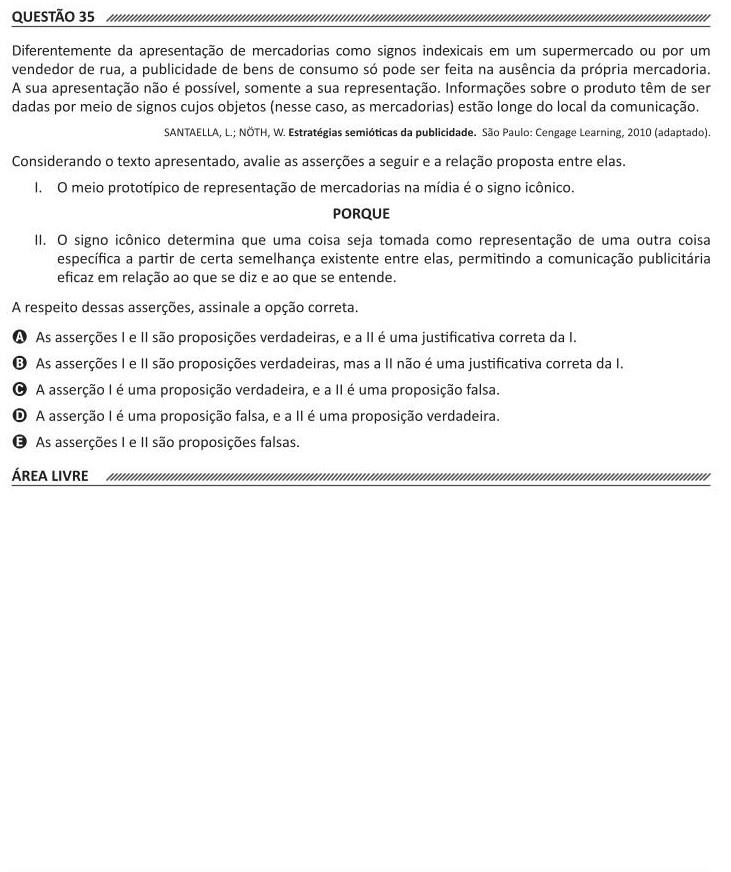 QUESTÃO 35
Diferentemente da apresentação de mercadorias como signos indexicais em um supermercado ou por um
vendedor de rua, a publicidade de bens de consumo só pode ser feita na ausência da própria mercadoria.
A sua apresentação não é possível, somente a sua representação. Informações sobre o produto têm de ser
dadas por meio de signos cujos objetos (nesse caso, as mercadorias) estão longe do local da comunicação.
SANTAELLA, L.; NÖTH, W. Estratégias semióticas da publicidade. São Paulo: Cengage Learning, 2010 (adaptado).
Considerando o texto apresentado, avalie as asserções a seguir e a relação proposta entre elas.
I. O meio prototípico de representação de mercadorias na mídia é o signo icônico.
PORQUE
II. O signo icônico determina que uma coisa seja tomada como representação de uma outra coisa
específica a partir de certa semelhança existente entre elas, permitindo a comunicação publicitária
eficaz em relação ao que se diz e ao que se entende.
A respeito dessas asserções, assinale a opção correta.
A As asserções I e II são proposições verdadeiras, e a II é uma justificativa correta da I.
B As asserções I e II são proposições verdadeiras, mas a II não é uma justificativa correta da I.
C A asserção I é uma proposição verdadeira, e a II é uma proposição falsa.
D A asserção I é uma proposição falsa, e a II é uma proposição verdadeira.
E As asserções I e II são proposições falsas.
ÁREA LIVRE